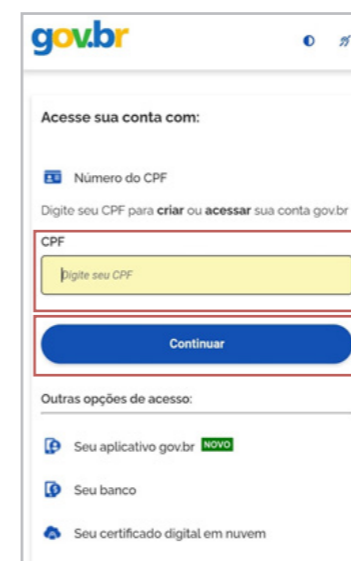 gov.br
Acesse sua conta com:
Número do CPF
Digite seu CPF para criar ou acessar sua conta gov.br
CPF
Digite seu CPF
Continuar
Outras opções de acesso:
Seu aplicativo gov.br NOVO
Seu banco
Seu certificado digital em nuvem